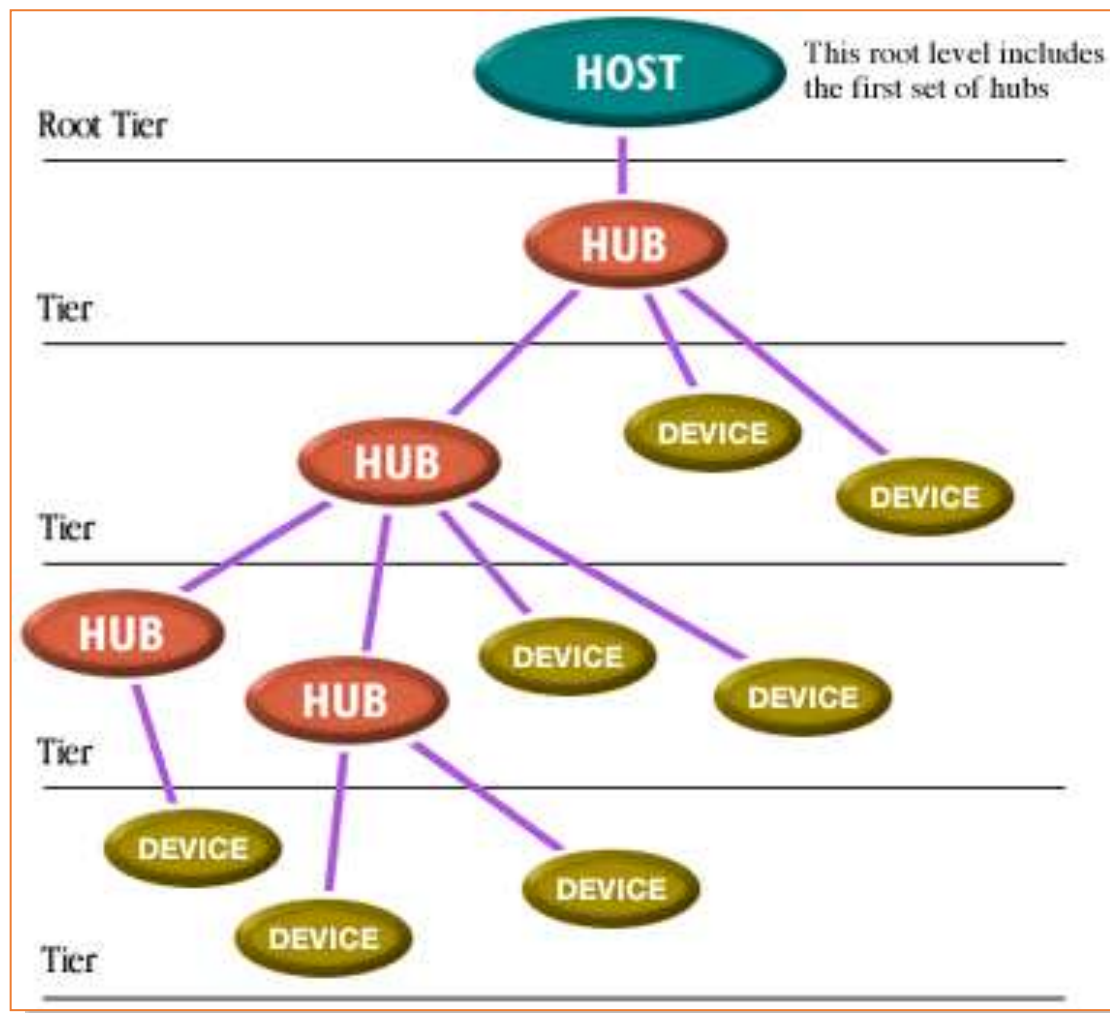 HOST
This root level includes
the first set of hubs
Root Tier
HUB
Tier
DEVICE
HUB
DEVICE
Tier
HUB
DEVICE
HUB
DEVICE
Tier
DEVICE
DEVICE
DEVICE
Tier